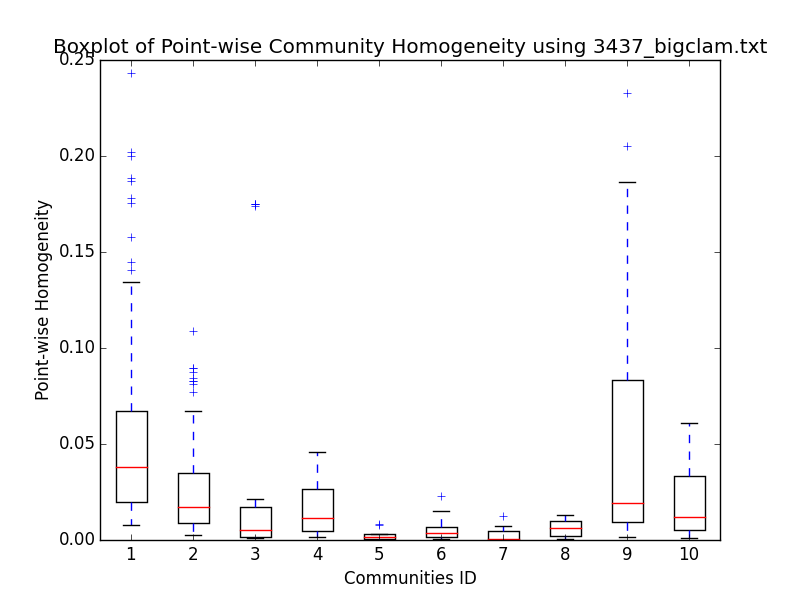 Boxplot of Point-wise Community Homogeneity using 3437_bigclam.txt
0.25
0.20
0.15
0.10
0.05
0.00
Point-wise Homogeneity
1 2 3 4 5 6 7 8 9 10
Communities ID